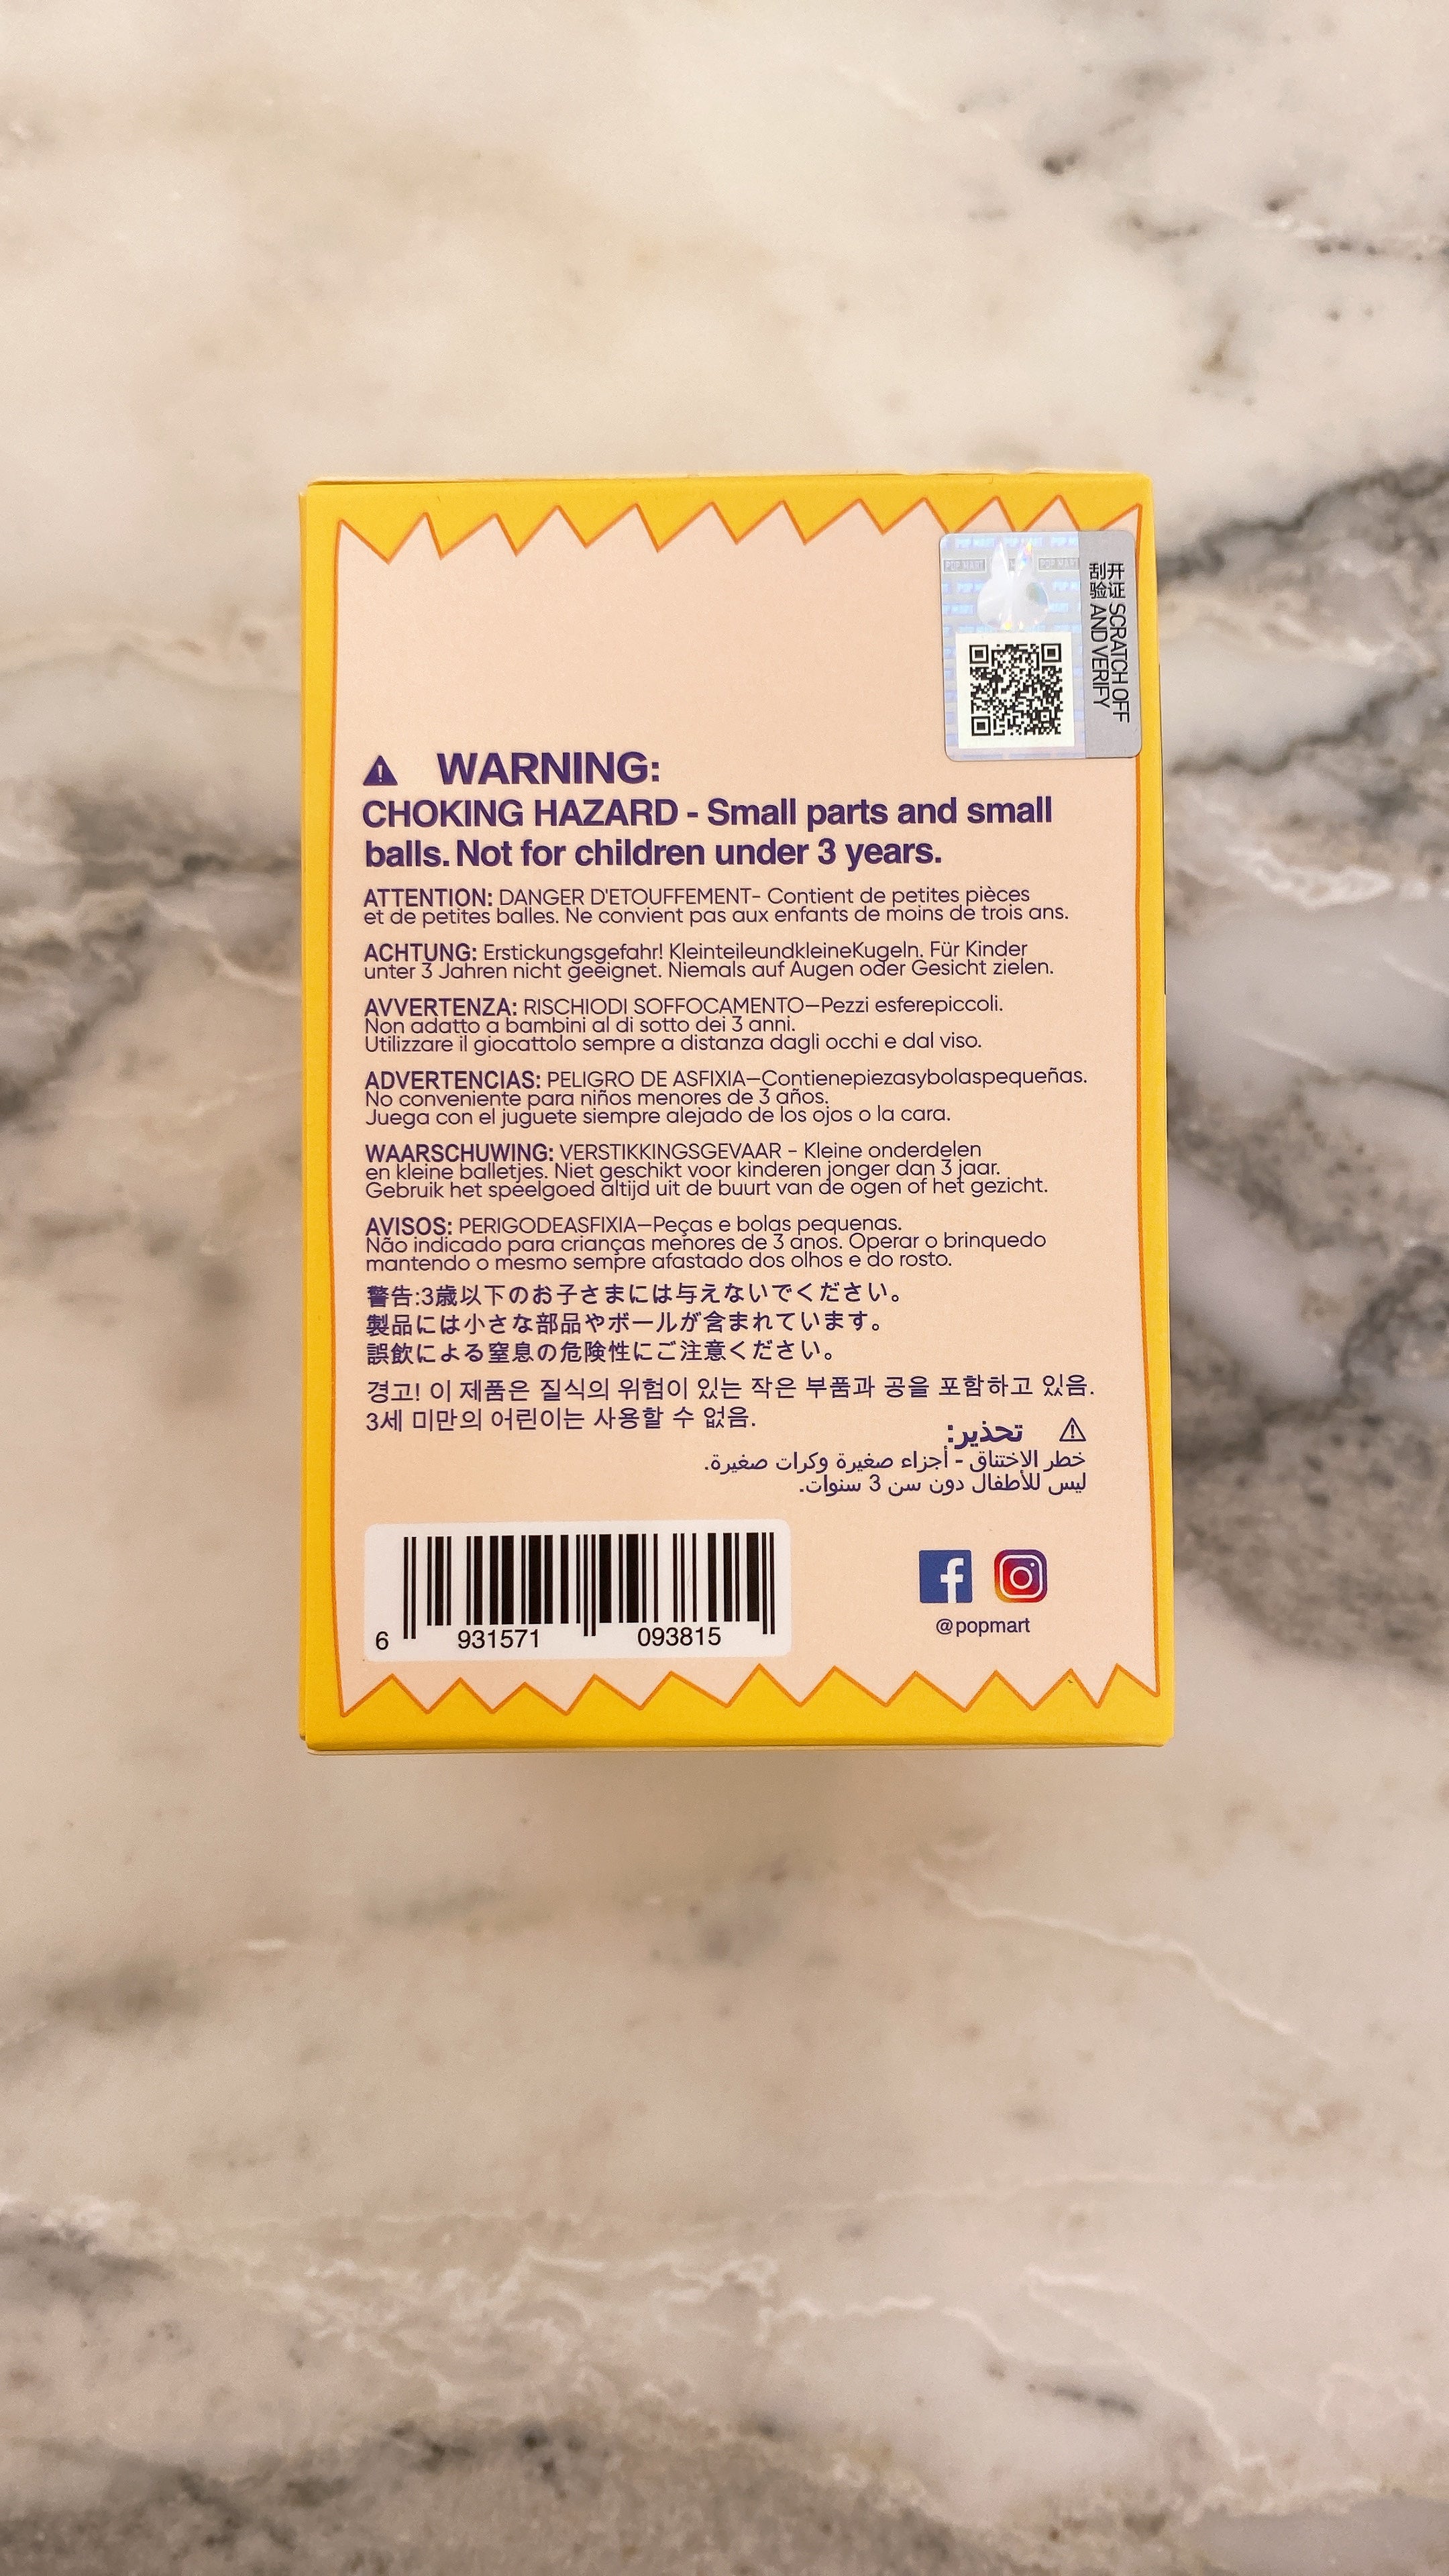 POP MART
POP MART
POP MART
POP MART
刮开
验证
SCRATCH OFF
AND VERIFY
⚠ WARNING:
CHOKING HAZARD - Small parts and small
balls. Not for children under 3 years.
ATTENTION: DANGER D'ETOUFFEMENT- Contient de petites pièces
et de petites balles. Ne convient pas aux enfants de moins de trois ans.
ACHTUNG: Erstickungsgefahr! KleinteileundkleineKugeln. Für Kinder
unter 3 Jahren nicht geeignet. Niemals auf Augen oder Gesicht zielen.
AVVERTENZA: RISCHIODI SOFFOCAMENTO—Pezzi esferepiccoli.
Non adatto a bambini al di sotto dei 3 anni.
Utilizzare il giocattolo sempre a distanza dagli occhi e dal viso.
ADVERTENCIAS: PELIGRO DE ASFIXIA—Contienepiezasybolaspequeñas.
No conveniente para niños menores de 3 años.
Juega con el juguete siempre alejado de los ojos o la cara.
WAARSCHUWING: VERSTIKKINGSGEVAAR - Kleine onderdelen
en kleine balletjes. Niet geschikt voor kinderen jonger dan 3 jaar.
Gebruik het speelgoed altijd uit de buurt van de ogen of het gezicht.
AVISOS: PERIGODEASFIXIA—Peças e bolas pequenas.
Não indicado para crianças menores de 3 anos. Operar o brinquedo
mantendo o mesmo sempre afastado dos olhos e do rosto.
警告:3歳以下のお子さまには与えないでください。
製品には小さな部品やボールが含まれています。
誤飲による窒息の危険性にご注意ください。
경고! 이 제품은 질식의 위험이 있는 작은 부품과 공을 포함하고 있음.
3세 미만의 어린이는 사용할 수 없음.
⚠ تحذير:
خطر الاختناق - أجزاء صغيرة وكرات صغيرة.
ليس للأطفال دون سن 3 سنوات.
6 931571 093815
@popmart